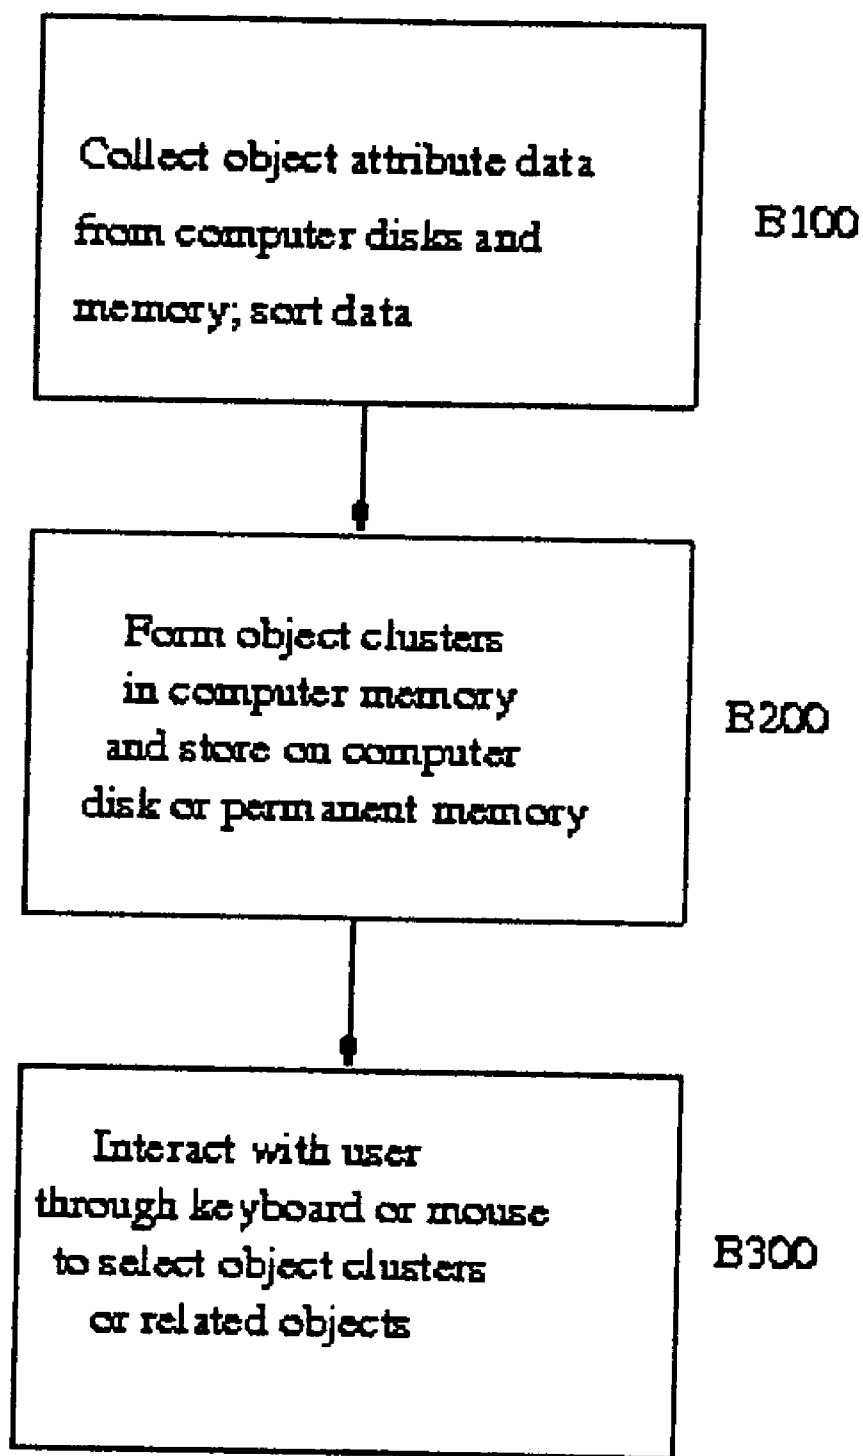 Collect object attribute data
from computer disks and
memory; sort data
B100
Form object clusters
in computer memory
and store on computer
disk or permanent memory
B200
Interact with user
through keyboard or mouse
to select object clusters
or related objects
B300